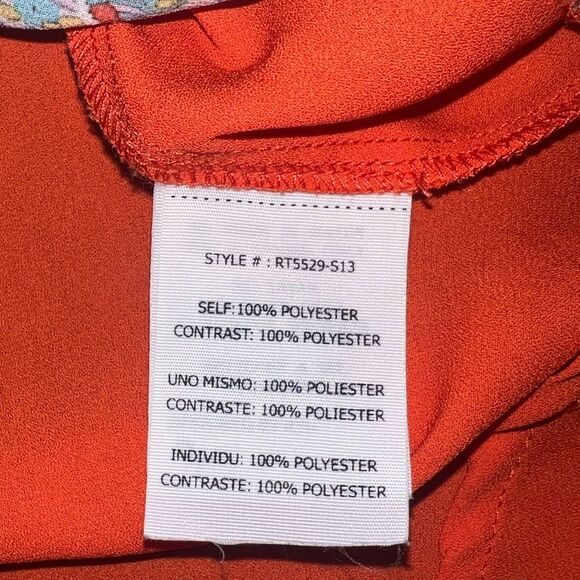 STYLE # : RT5529-S13
SELF:100% POLYESTER
CONTRAST: 100% POLYESTER
UNO MISMO: 100% POLIESTER
CONTRASTE: 100% POLIESTER
INDIVIDU: 100% POLYESTER
CONTRASTE: 100% POLYESTER